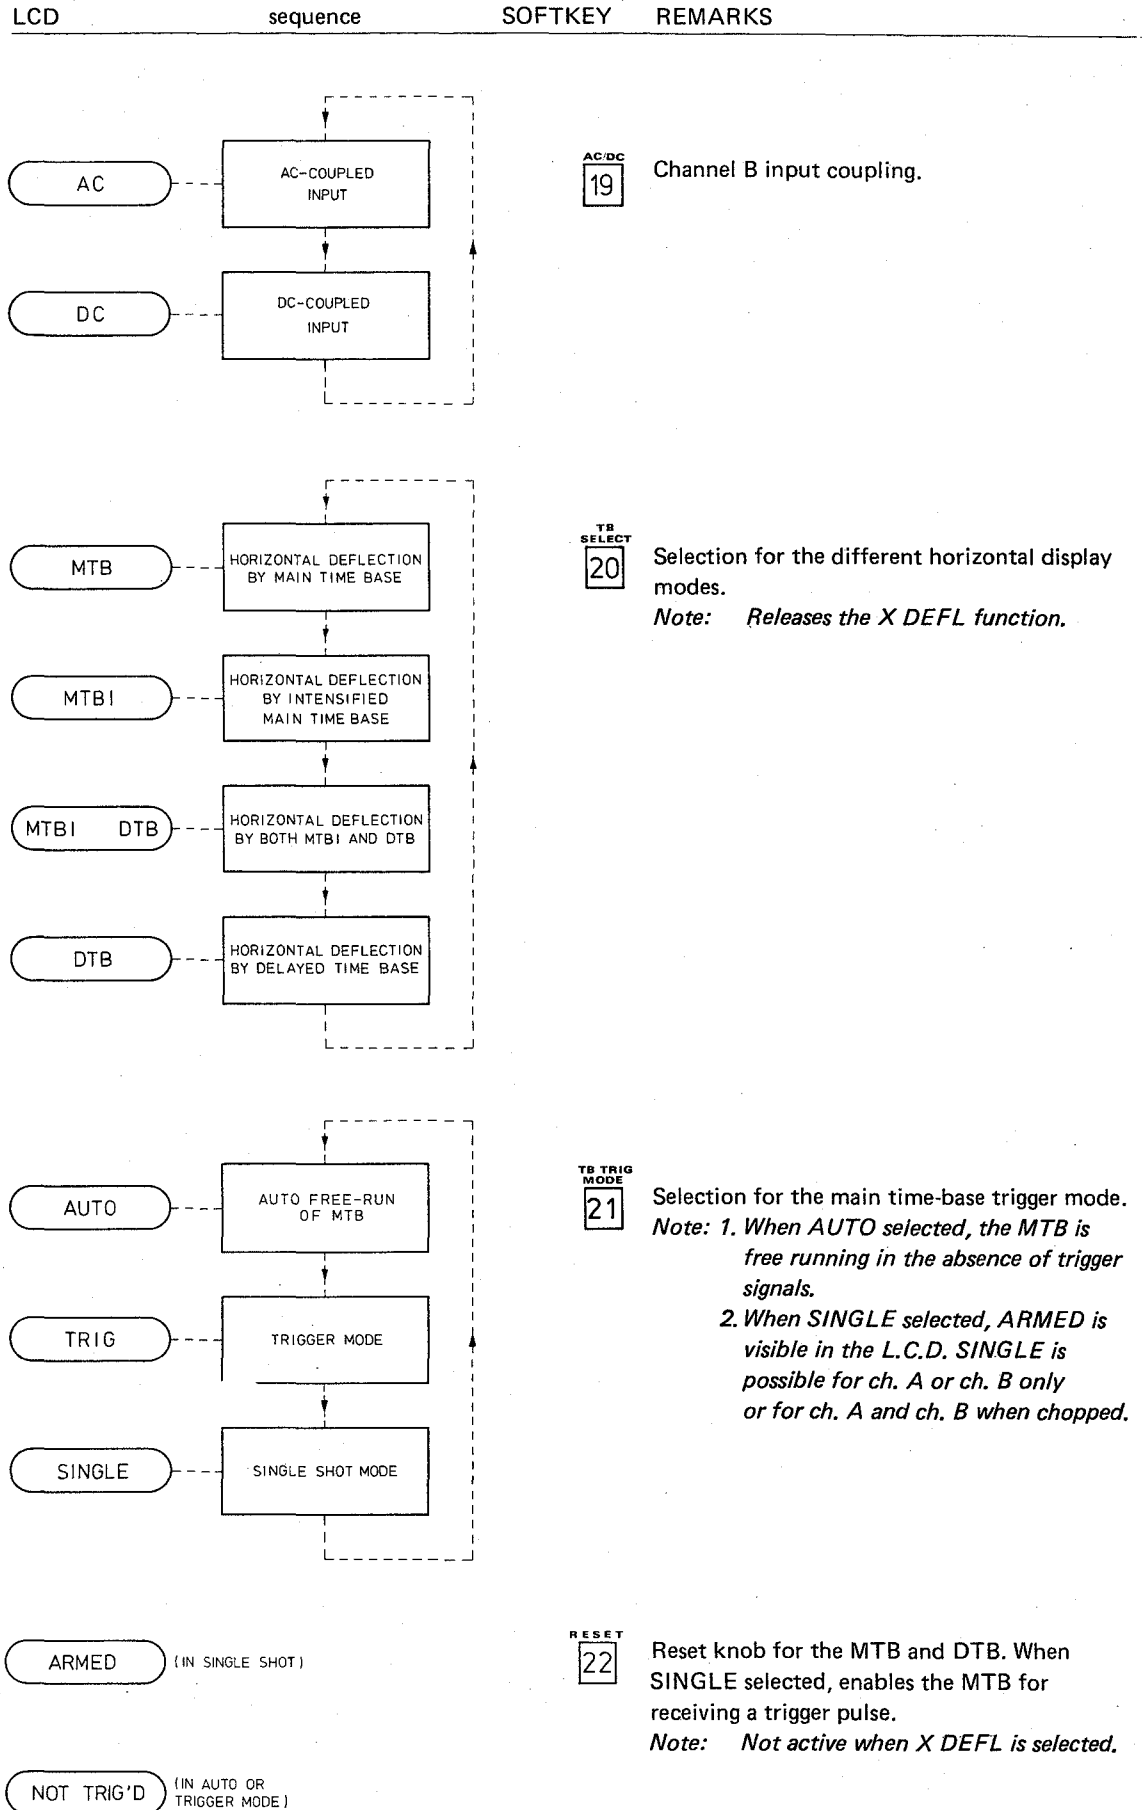 LCD sequence SOFTKEY REMARKS
AC
AC-COUPLED
INPUT
AC/DC
19
Channel B input coupling.
DC
DC-COUPLED
INPUT
MTB
HORIZONTAL DEFLECTION
BY MAIN TIME BASE
TB
SELECT
20
Selection for the different horizontal display
modes.
Note: Releases the X DEFL function.
MTBI
HORIZONTAL DEFLECTION
BY INTENSIFIED
MAIN TIME BASE
MTBI DTB
HORIZONTAL DEFLECTION
BY BOTH MTBI AND DTB
DTB
HORIZONTAL DEFLECTION
BY DELAYED TIME BASE
AUTO
AUTO FREE-RUN
OF MTB
TB TRIG
MODE
21
Selection for the main time-base trigger mode.
Note: 1. When AUTO selected, the MTB is
free running in the absence of trigger
signals.
2. When SINGLE selected, ARMED is
visible in the L.C.D. SINGLE is
possible for ch. A or ch. B only
or for ch. A and ch. B when chopped.
TRIG
TRIGGER MODE
SINGLE
SINGLE SHOT MODE
ARMED
(IN SINGLE SHOT)
RESET
22
Reset knob for the MTB and DTB. When
SINGLE selected, enables the MTB for
receiving a trigger pulse.
Note: Not active when X DEFL is selected.
NOT TRIG'D
(IN AUTO OR
TRIGGER MODE)